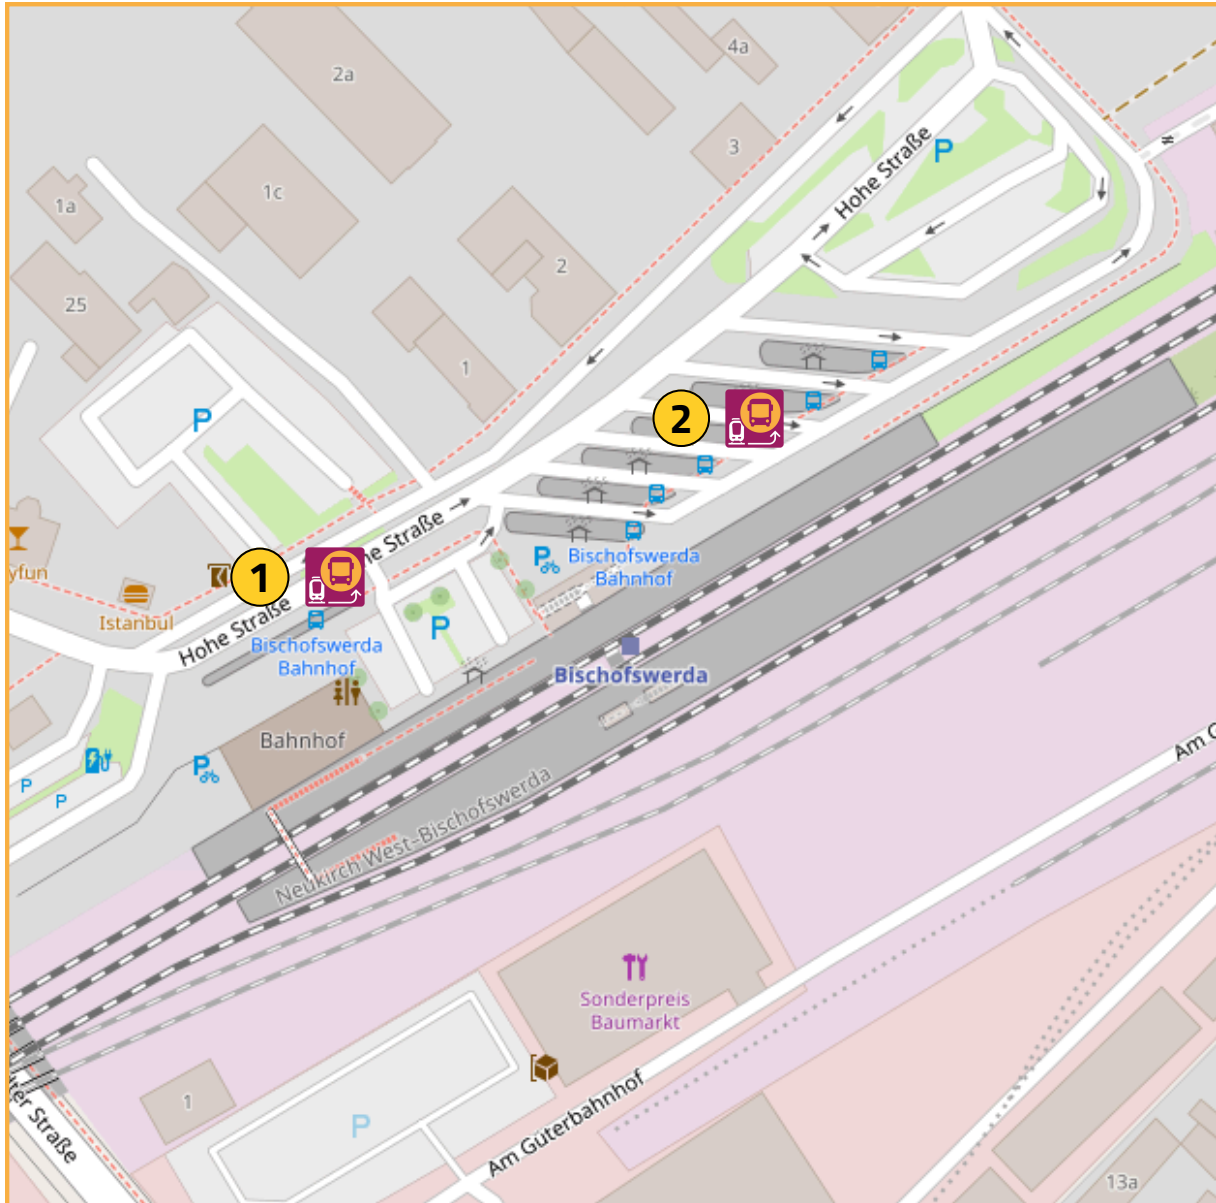 2a
4a
3
Hohe Straße
P
1a
1c
2
25
1
P
2
Hohe Straße
P
Bischofswerda
Bahnhof
1
Istanbul
Hohe Straße
Bischofswerda
Bahnhof
P
Bischofswerda
Bahnhof
P
P
P
Neukirch West-Bischofswerda
Am G
Sonderpreis
Baumarkt
1
P
Am Güterbahnhof
lter Straße
13a
yfun